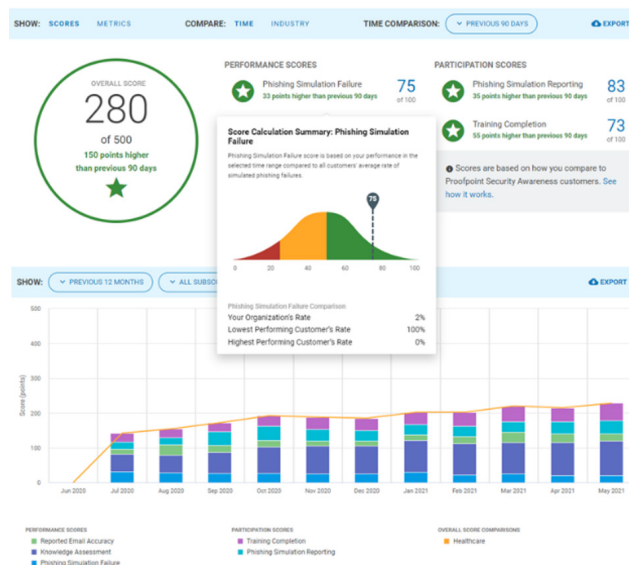 SHOW: SCORES METRICS COMPARE: TIME INDUSTRY TIME COMPARISON: PREVIOUS 90 DAYS EXPORT
OVERALL SCORE
280
of 500
150 points higher
than previous 90 days
PERFORMANCE SCORES
Phishing Simulation Failure
33 points higher than previous 90 days
75
of 100
PARTICIPATION SCORES
Phishing Simulation Reporting
35 points higher than previous 90 days
83
of 100
Training Completion
55 points higher than previous 90 days
73
of 100
Scores are based on how you compare to
Proofpoint Security Awareness customers. See
how it works.
Score Calculation Summary: Phishing Simulation
Failure
Phishing Simulation Failure score is based on your performance in the
selected time range compared to all customers' average rate of
simulated phishing failures.
75
0 20 40 60 80 100
Phishing Simulation Failure Comparison
Your Organization's Rate 2%
Lowest Performing Customer's Rate 100%
Highest Performing Customer's Rate 0%
SHOW: PREVIOUS 12 MONTHS ALL SUBSC EXPORT
Score (points)
500
400
300
200
100
0
Jun 2020 Jul 2020 Aug 2020 Sep 2020 Oct 2020 Nov 2020 Dec 2020 Jan 2021 Feb 2021 Mar 2021 Apr 2021 May 2021
PERFORMANCE SCORES
Reported Email Accuracy
Knowledge Assessment
Phishing Simulation Failure
PARTICIPATION SCORES
Training Completion
Phishing Simulation Reporting
OVERALL SCORE COMPARISONS
Healthcare